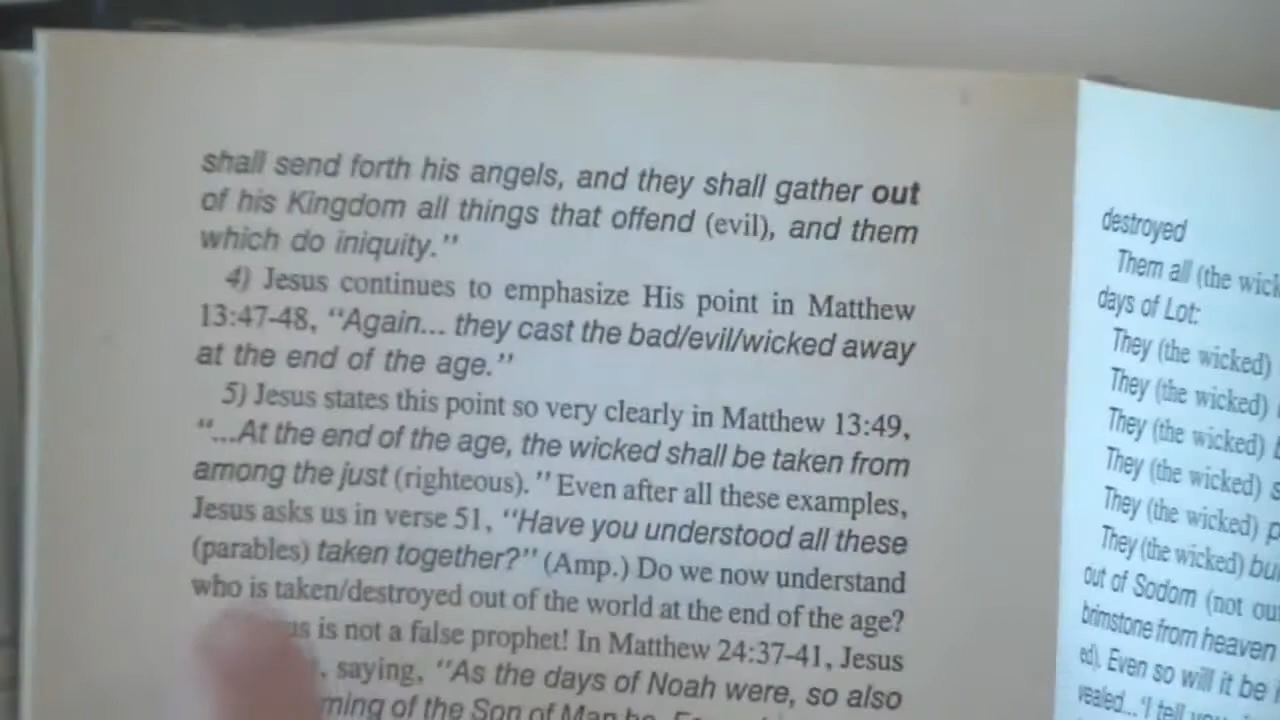 shall send forth his angels, and they shall gather out
of his Kingdom all things that offend (evil), and them
which do iniquity."
4) Jesus continues to emphasize His point in Matthew
13:47-48, "Again... they cast the bad/evil/wicked away
at the end of the age."
5) Jesus states this point so very clearly in Matthew 13:49,
"...At the end of the age, the wicked shall be taken from
among the just (righteous)." Even after all these examples,
Jesus asks us in verse 51, "Have you understood all these
(parables) taken together?" (Amp.) Do we now understand
who is taken/destroyed out of the world at the end of the age?
is not a false prophet! In Matthew 24:37-41, Jesus
saying, "As the days of Noah were, so also
of the Son of Man be.
destroyed
Them all (the
days of Lot:
They (the wicked)
They (the wicked)
They (the wicked)
They (the wicked)
They (the wicked)
They (the wicked)
out of Sodom (not
brimstone from heaven
ed). Even so will it be
"I tell